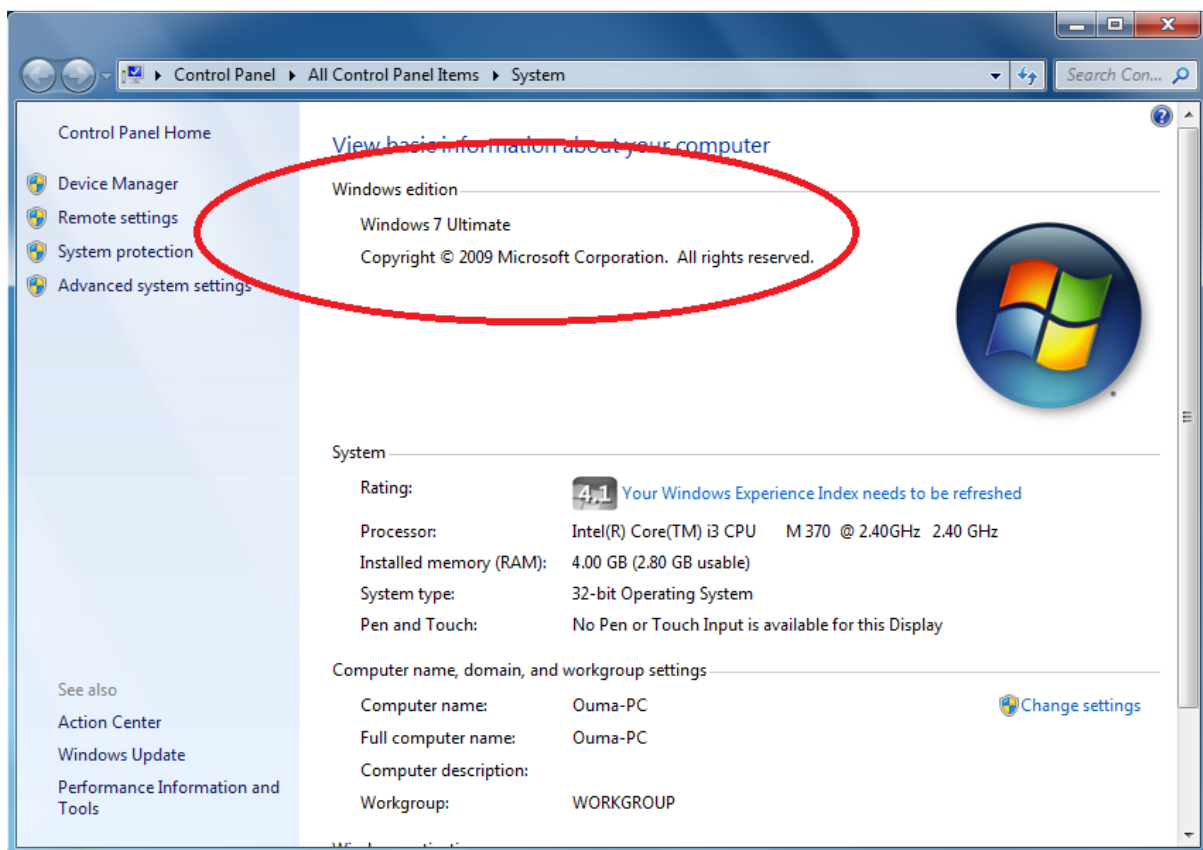 Control Panel ▸ All Control Panel Items ▸ System
Search Con...
Control Panel Home
Device Manager
Remote settings
System protection
Advanced system settings
See also
Action Center
Windows Update
Performance Information and
Tools
View basic information about your computer
Windows edition
Windows 7 Ultimate
Copyright © 2009 Microsoft Corporation. All rights reserved.
System
Rating: 4,1 Your Windows Experience Index needs to be refreshed
Processor: Intel(R) Core(TM) i3 CPU M 370 @ 2.40GHz 2.40 GHz
Installed memory (RAM): 4.00 GB (2.80 GB usable)
System type: 32-bit Operating System
Pen and Touch: No Pen or Touch Input is available for this Display
Computer name, domain, and workgroup settings
Computer name: Ouma-PC Change settings
Full computer name: Ouma-PC
Computer description:
Workgroup: WORKGROUP